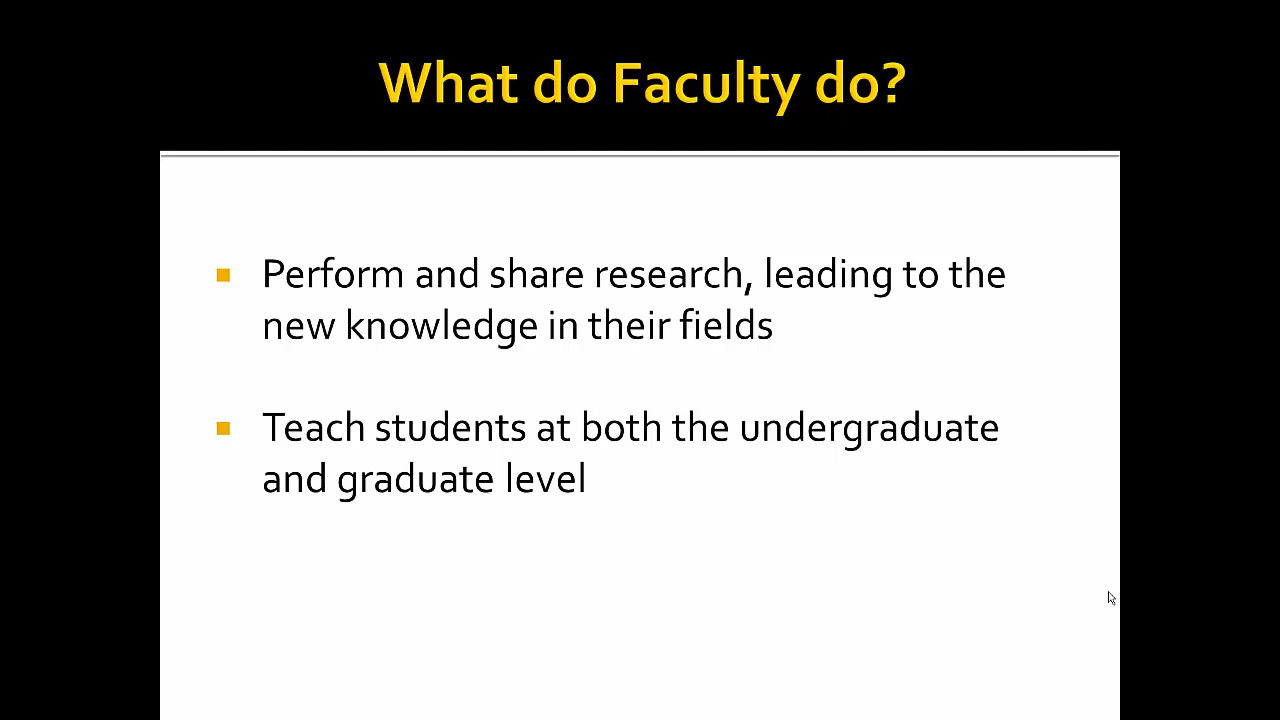 What do Faculty do?
Perform and share research, leading to the
new knowledge in their fields
Teach students at both the undergraduate
and graduate level